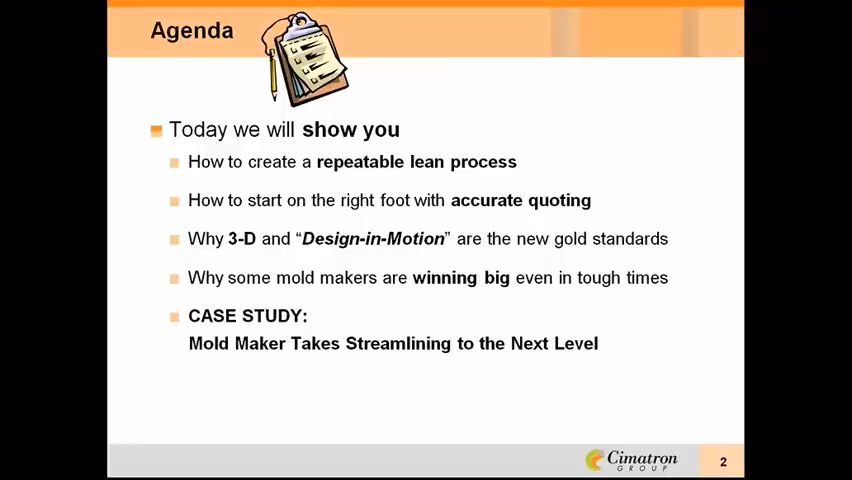 Agenda
Today we will show you
How to create a repeatable lean process
How to start on the right foot with accurate quoting
Why 3-D and “Design-in-Motion” are the new gold standards
Why some mold makers are winning big even in tough times
CASE STUDY:
Mold Maker Takes Streamlining to the Next Level
Cimatron
GROUP
2